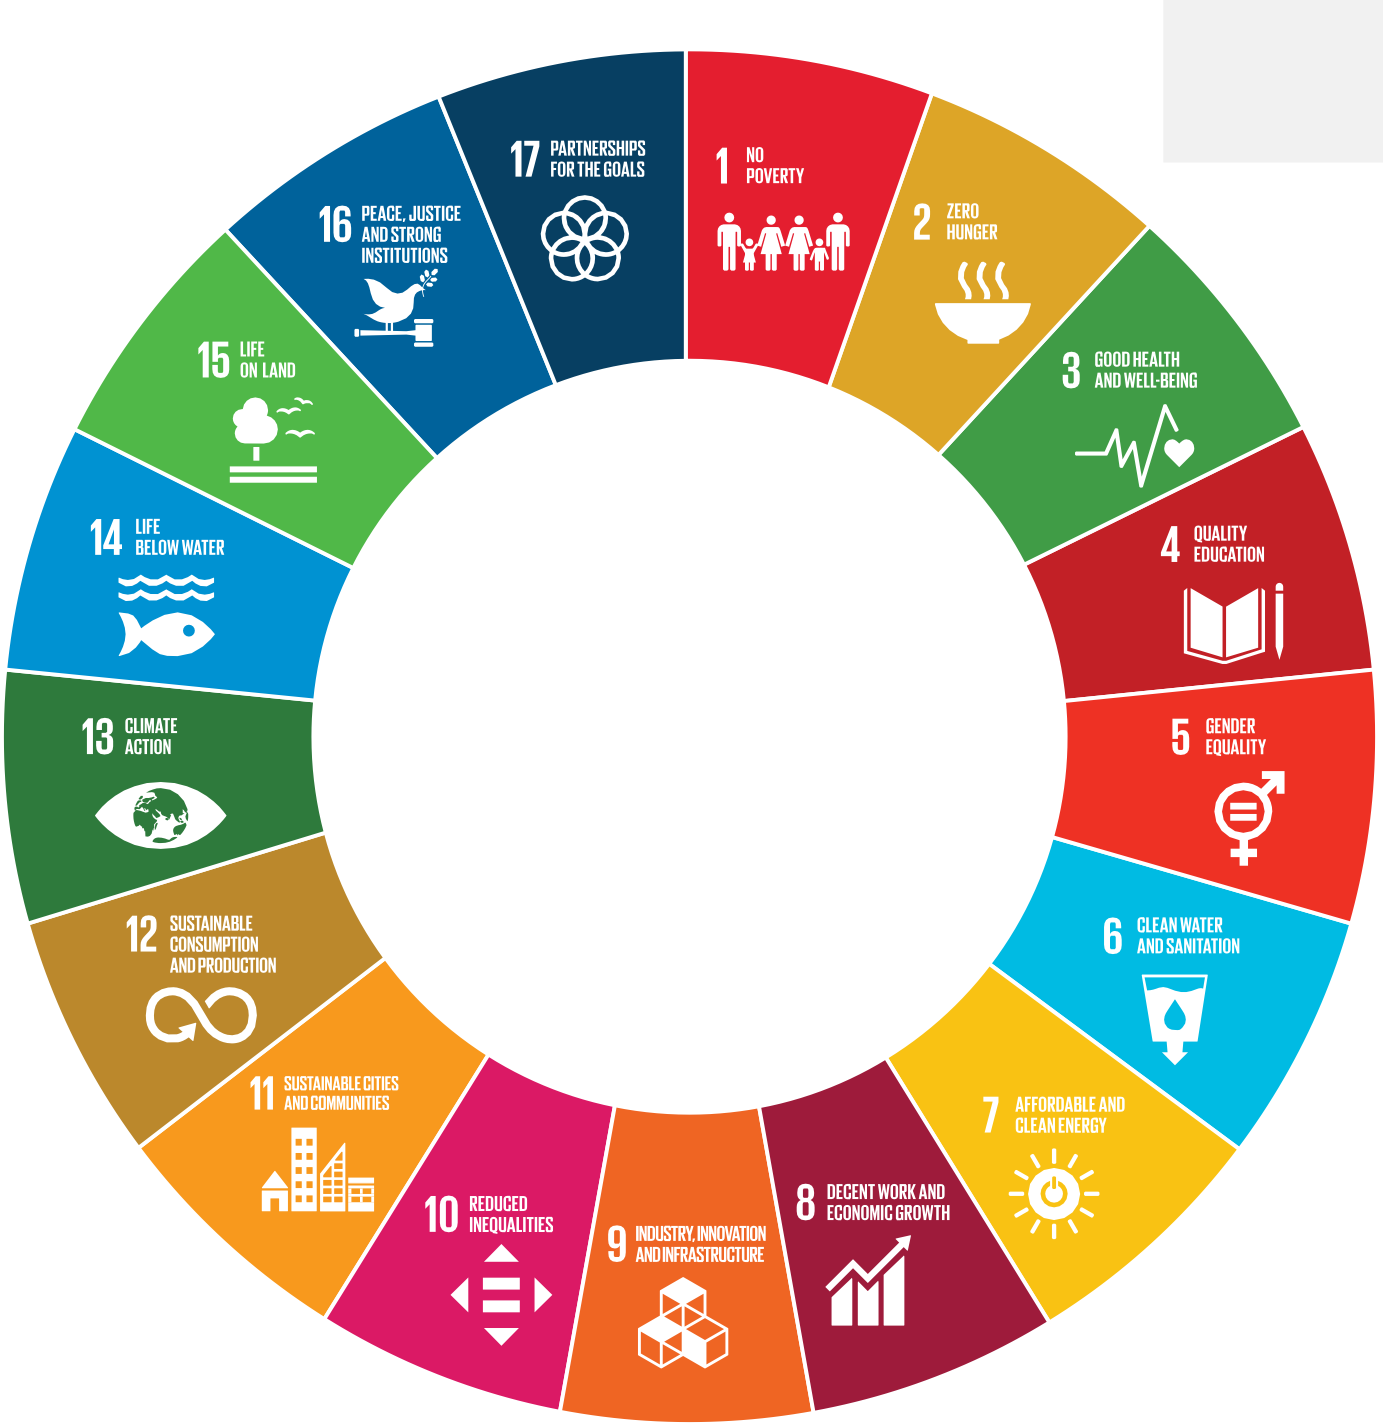 1 NO
POVERTY
2 ZERO
HUNGER
3 GOOD HEALTH
AND WELL-BEING
4 QUALITY
EDUCATION
5 GENDER
EQUALITY
6 CLEAN WATER
AND SANITATION
7 AFFORDABLE AND
CLEAN ENERGY
8 DECENT WORK AND
ECONOMIC GROWTH
9 INDUSTRY, INNOVATION
AND INFRASTRUCTURE
10 REDUCED
INEQUALITIES
11 SUSTAINABLE CITIES
AND COMMUNITIES
12 SUSTAINABLE
CONSUMPTION
AND PRODUCTION
13 CLIMATE
ACTION
14 LIFE
BELOW WATER
15 LIFE
ON LAND
16 PEACE, JUSTICE
AND STRONG
INSTITUTIONS
17 PARTNERSHIPS
FOR THE GOALS